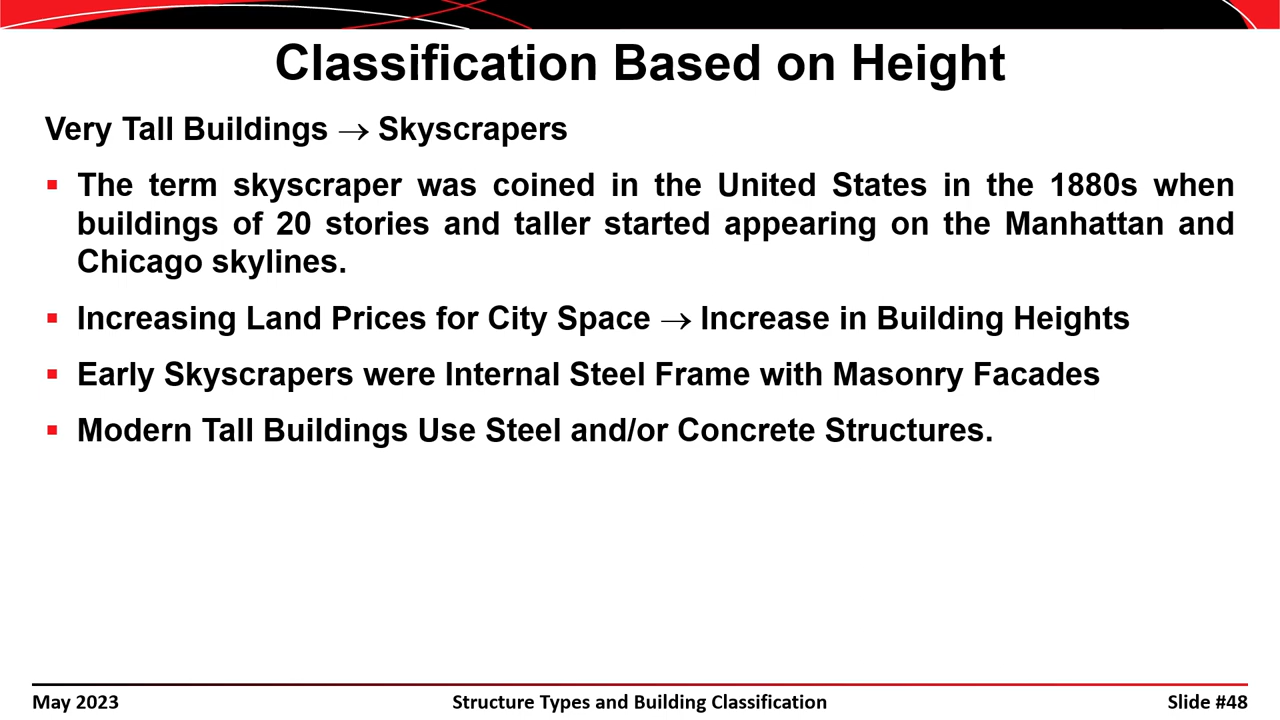 Classification Based on Height
Very Tall Buildings → Skyscrapers
▪ The term skyscraper was coined in the United States in the 1880s when
buildings of 20 stories and taller started appearing on the Manhattan and
Chicago skylines.
▪ Increasing Land Prices for City Space → Increase in Building Heights
▪ Early Skyscrapers were Internal Steel Frame with Masonry Facades
▪ Modern Tall Buildings Use Steel and/or Concrete Structures.
May 2023 Structure Types and Building Classification Slide #48